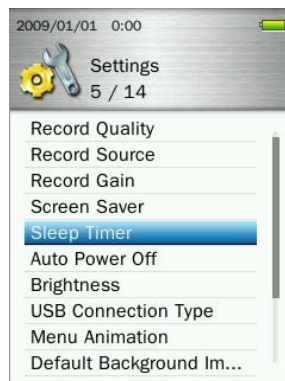 2009/01/01 0:00
Settings
5 / 14
Record Quality
Record Source
Record Gain
Screen Saver
Sleep Timer
Auto Power Off
Brightness
USB Connection Type
Menu Animation
Default Background Im...